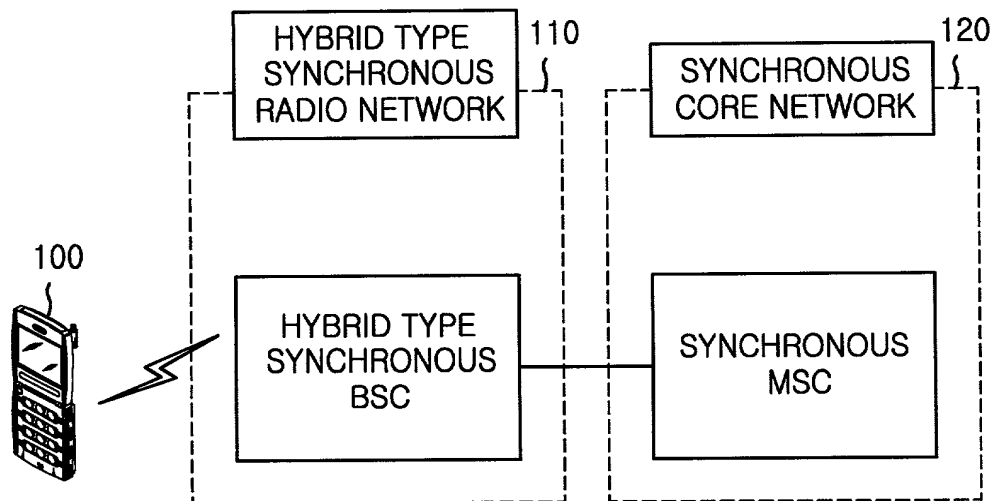 HYBRID TYPE
SYNCHRONOUS
RADIO NETWORK
110
SYNCHRONOUS
CORE NETWORK
120
100
HYBRID TYPE
SYNCHRONOUS
BSC
SYNCHRONOUS
MSC